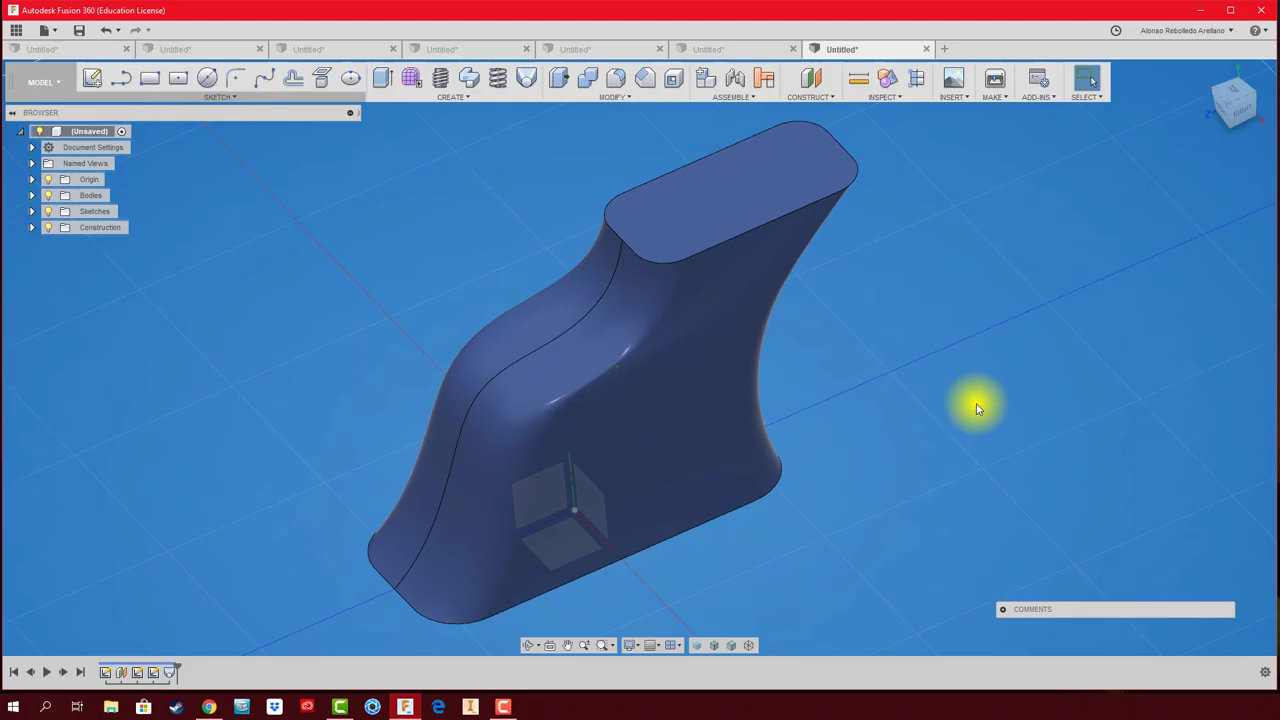 Autodesk Fusion 360 (Education License)
Alonso Rebolledo Arellano
Untitled*
Untitled*
Untitled*
Untitled*
Untitled*
Untitled*
Untitled*
MODEL
SKETCH
CREATE
MODIFY
ASSEMBLE
CONSTRUCT
INSPECT
INSERT
MAKE
ADD-INS
SELECT
BROWSER
(Unsaved)
Document Settings
Named Views
Origin
Bodies
Sketches
Construction
Z
RIGHT
COMMENTS